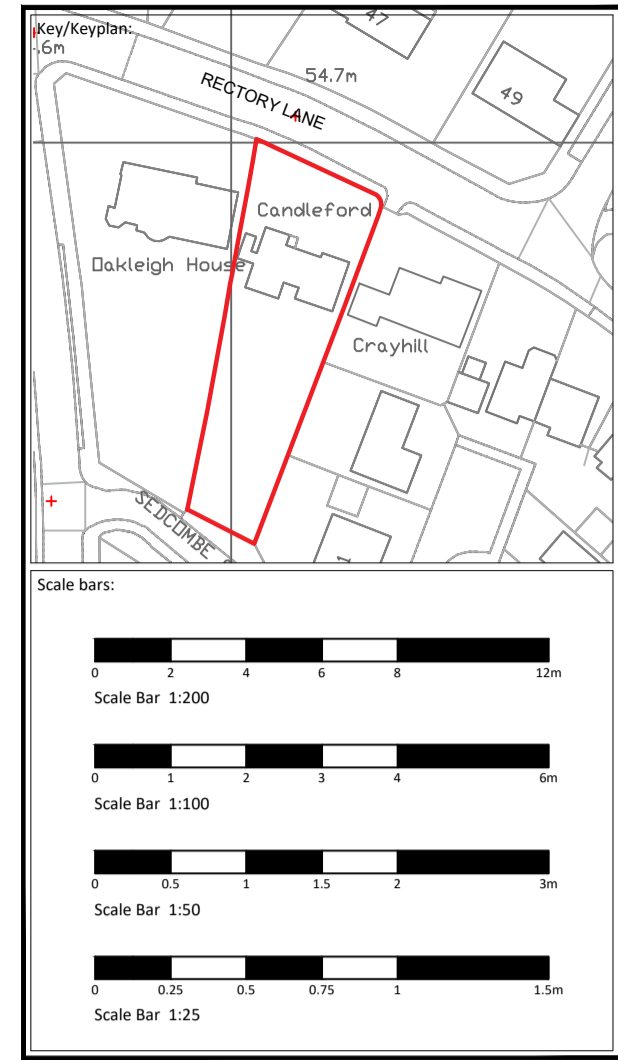 Key/Keyplan:
.6m
47
54.7m
49
RECTORY LANE
Candleford
Oakleigh House
Crayhill
SEDCOMBE
1
Scale bars:
0 2 4 6 8 12m
Scale Bar 1:200
0 1 2 3 4 6m
Scale Bar 1:100
0 0.5 1 1.5 2 3m
Scale Bar 1:50
0 0.25 0.5 0.75 1 1.5m
Scale Bar 1:25